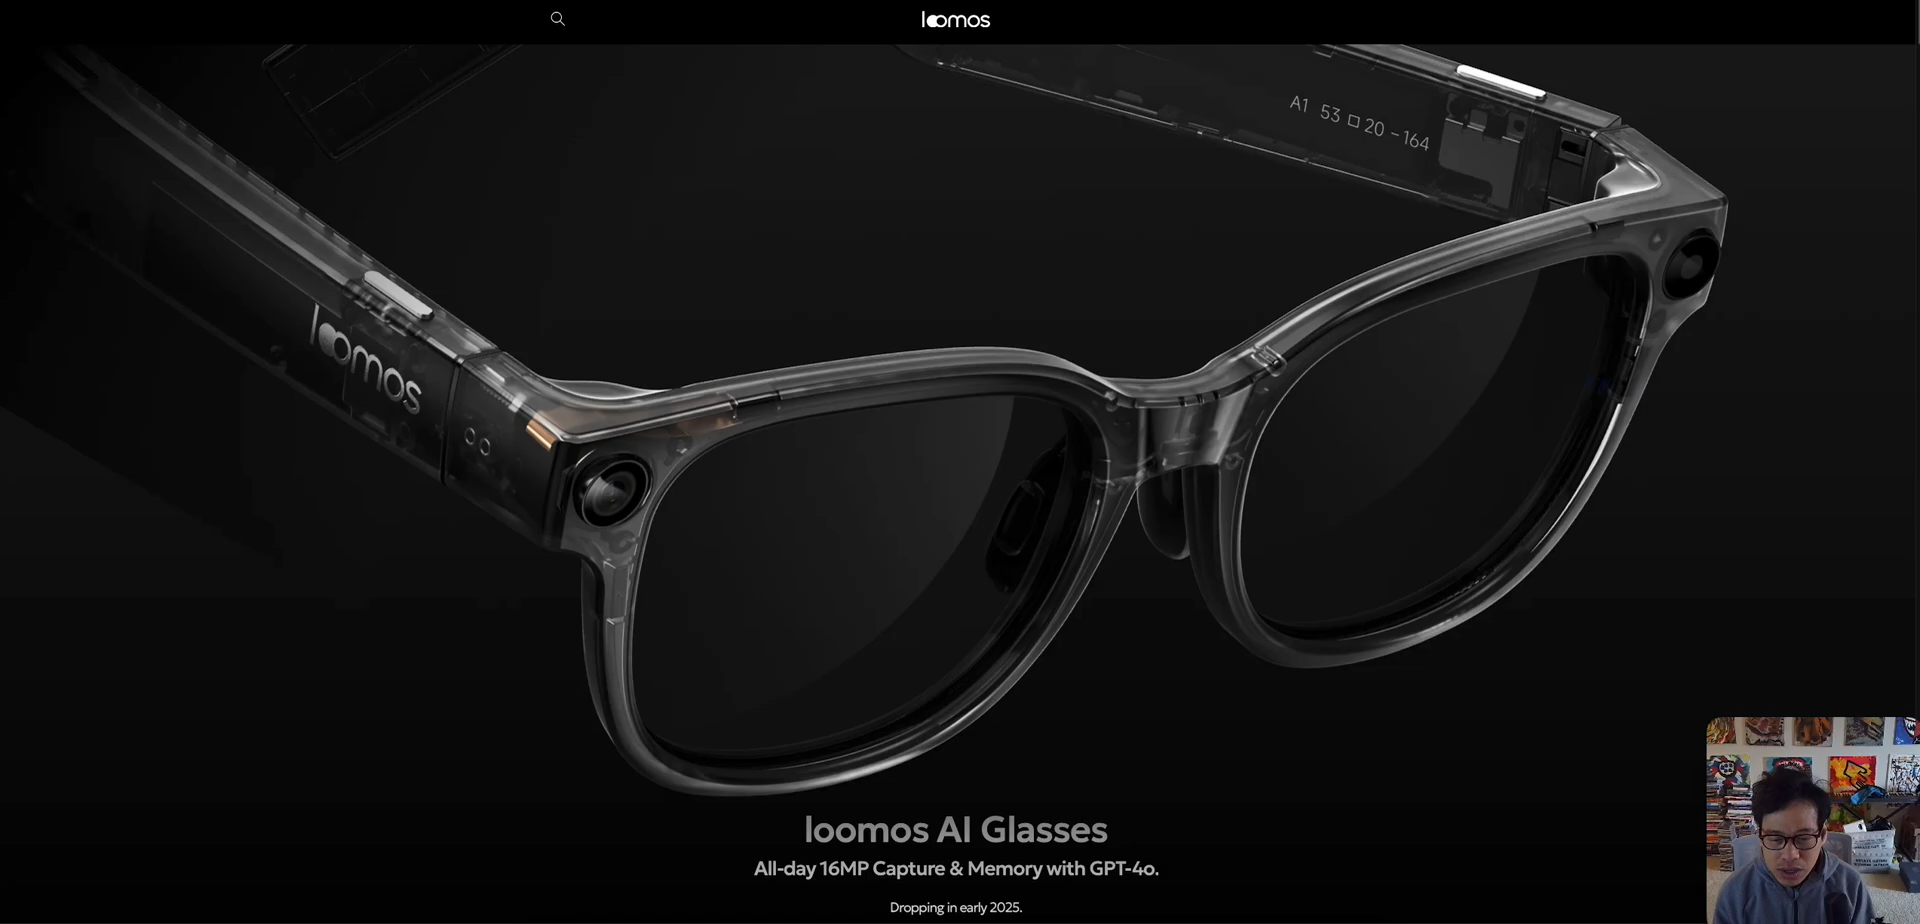 loomos
A1 53 □ 20 - 164
loomos
loomos AI Glasses
All-day 16MP Capture & Memory with GPT-4o.
Dropping in early 2025.